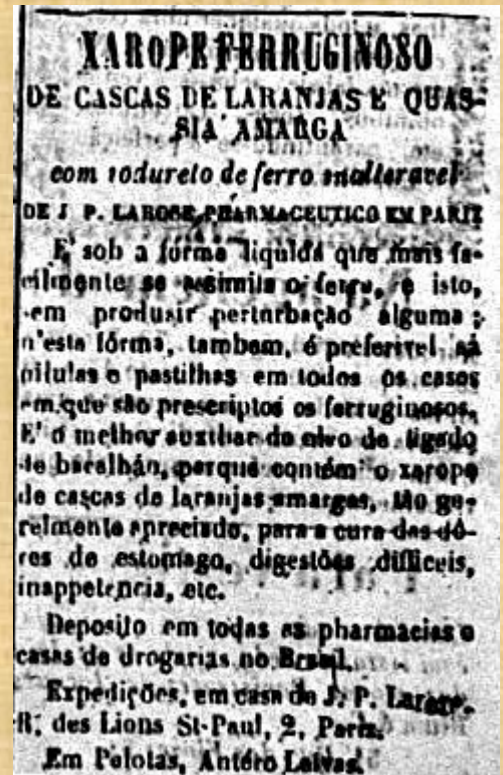 XAROPE FERRUGINOSO
DE CASCAS DE LARANJAS E QUAS-
SIA AMARGA
com iodureto de ferro inalteravel
DE J P. LAROSE, PHARMACEUTICO EM PARIZ
E' sob a fórma liquida que mais fa-
cilmente se assimila o ferro, e isto,
sem produsir perturbação alguma;
n'esta fórma, tambem, é preferivel ás
pilulas e pastilhas em todos os casos
em que são prescriptos os ferruginosos.
E' o melhor auxiliar do oleo de figado
de bacalháu, porque contém o xarope
de cascas de laranjas amargas, tão ge-
ralmente apreciado, para a cura das dô-
res de estomago, digestões difficeis,
inappetencia, etc.
Deposito em todas as pharmacias e
casas de drogarias no Brasil.
Expedições, em casa de J. P. Larose.
R. des Lions St-Paul, 2, Pariz.
Em Pelotas, Antéro Leivas.